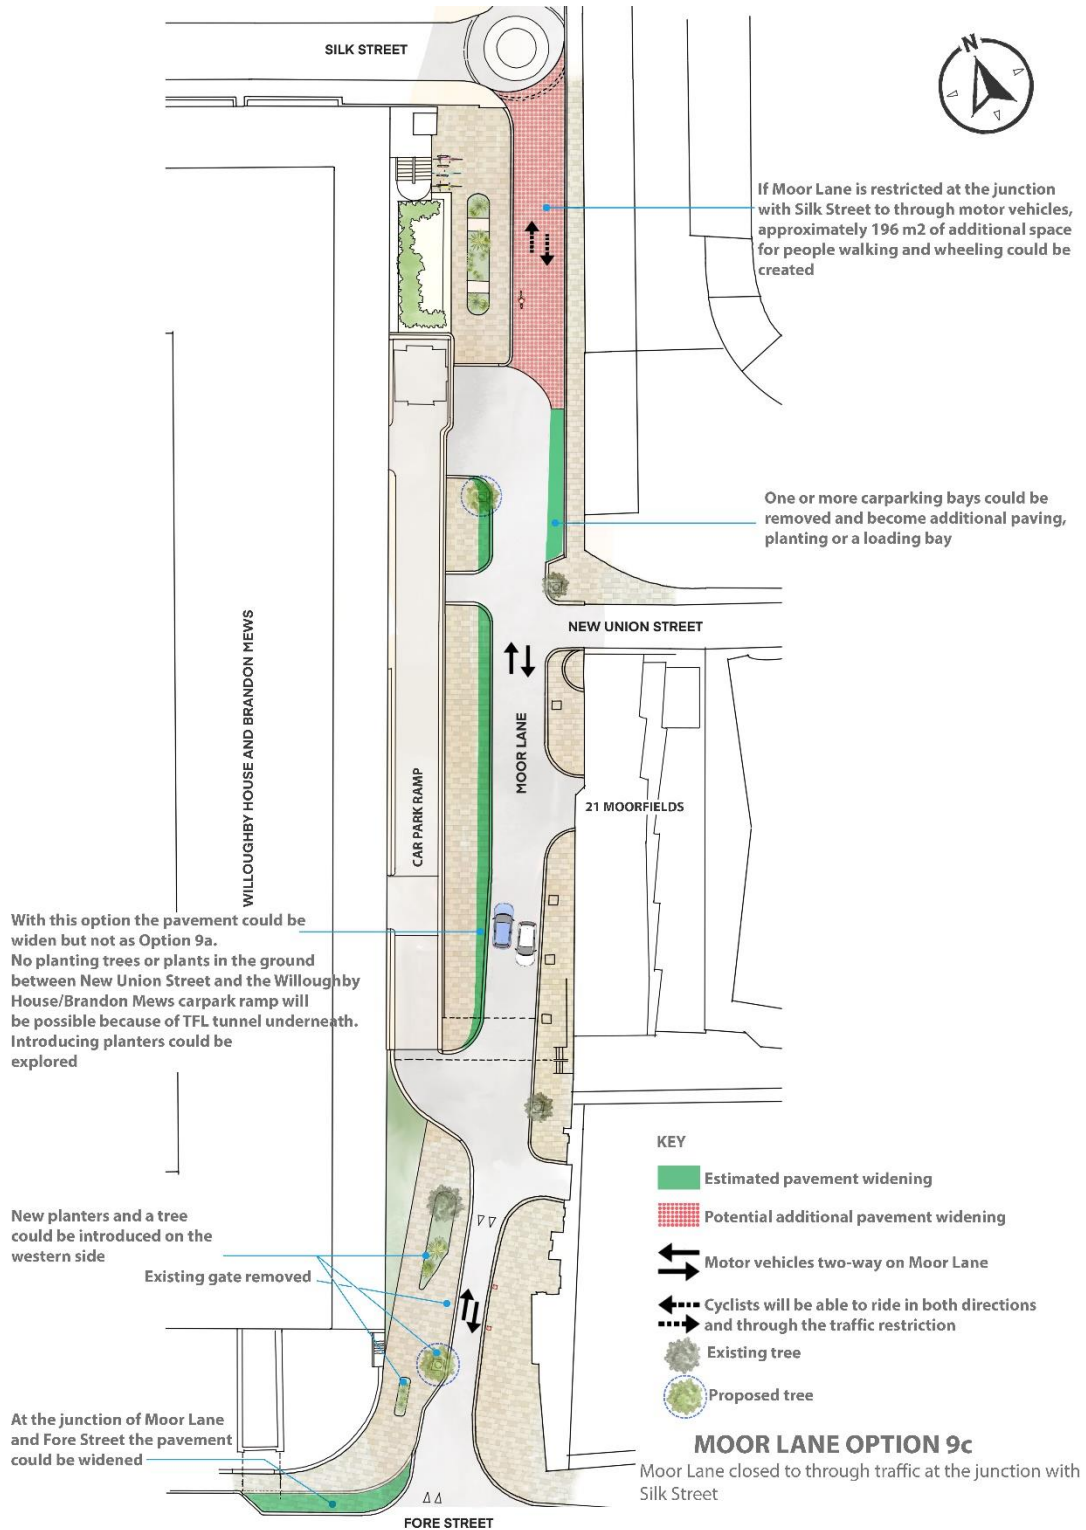 SILK STREET
N
If Moor Lane is restricted at the junction
with Silk Street to through motor vehicles,
approximately 196 m2 of additional space
for people walking and wheeling could be
created
One or more carparking bays could be
removed and become additional paving,
planting or a loading bay
NEW UNION STREET
WILLOUGHBY HOUSE AND BRANDON MEWS
CAR PARK RAMP
MOOR LANE
21 MOORFIELDS
With this option the pavement could be
widen but not as Option 9a.
No planting trees or plants in the ground
between New Union Street and the Willoughby
House/Brandon Mews carpark ramp will
be possible because of TFL tunnel underneath.
Introducing planters could be
explored
New planters and a tree
could be introduced on the
western side
Existing gate removed
At the junction of Moor Lane
and Fore Street the pavement
could be widened
KEY
Estimated pavement widening
Potential additional pavement widening
Motor vehicles two-way on Moor Lane
Cyclists will be able to ride in both directions
and through the traffic restriction
Existing tree
Proposed tree
MOOR LANE OPTION 9c
Moor Lane closed to through traffic at the junction with
Silk Street
FORE STREET